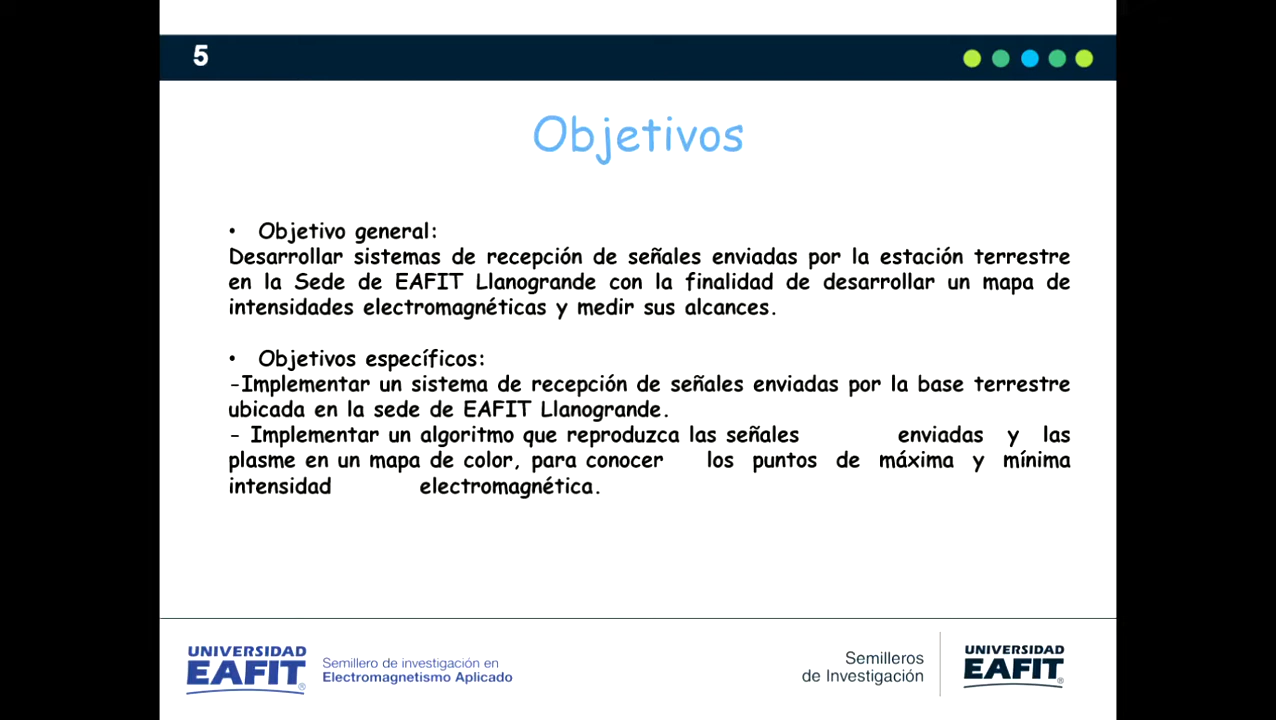 5
Objetivos
• Objetivo general:
Desarrollar sistemas de recepción de señales enviadas por la estación terrestre
en la Sede de EAFIT Llanogrande con la finalidad de desarrollar un mapa de
intensidades electromagnéticas y medir sus alcances.
• Objetivos específicos:
-Implementar un sistema de recepción de señales enviadas por la base terrestre
ubicada en la sede de EAFIT Llanogrande.
- Implementar un algoritmo que reproduzca las señales enviadas y las
plasme en un mapa de color, para conocer los puntos de máxima y mínima
intensidad electromagnética.
UNIVERSIDAD
EAFIT®
Semillero de investigación en
Electromagnetismo Aplicado
Semilleros
de Investigación
UNIVERSIDAD
EAFIT®